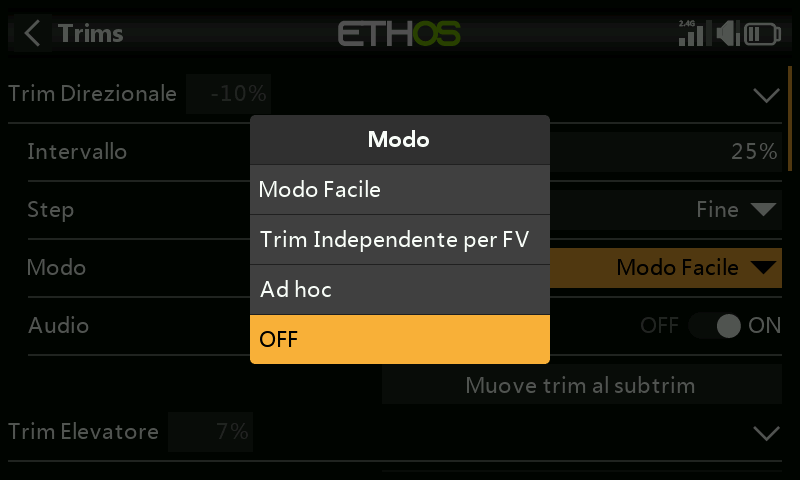 Trims
ETHOS
2.4G
Trim Direzionale -10%
Intervallo 25%
Step Fine
Modo Modo Facile
Audio OFF ON
Muove trim al subtrim
Trim Elevatore 7%
Modo
Modo Facile
Trim Independente per FV
Ad hoc
OFF